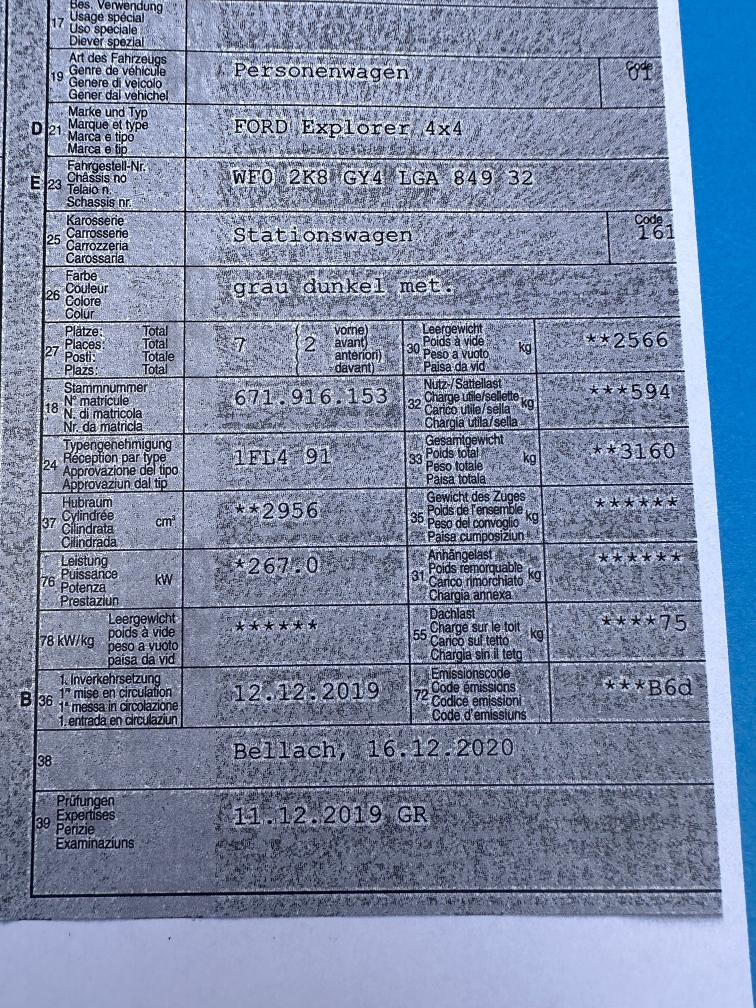 Bes. Verwendung
17 Usage spécial
Uso speciale
Diever spezial
Art des Fahrzeugs
19 Genre de véhicule
Genere di veicolo
Gener dal vehichel
Personenwagen
Code
01
Marke und Typ
D 21 Marque et type
Marca e tipo
Marca e tip
FORD Explorer 4x4
Fahrgestell-Nr.
E 23 Châssis no
Telaio n.
Schassis nr.
WF0 2K8 GY4 LGA 849 32
Karosserie
25 Carrosserie
Carrozzeria
Carossaria
Stationswagen
Code
161
Farbe
26 Couleur
Colore
Colur
grau dunkel met.
Plätze: Total
27 Places: Total
Posti: Totale
Plazs: Total
7 ( 2
vorne)
avant)
anteriori)
davant)
Leergewicht
30 Poids à vide kg
Peso a vuoto
Paisa da vid
**2566
Stammnummer
18 N° matricule
N. di matricola
Nr. da matricla
671.916.153
Nutz-/Sattellast
32 Charge utile/sellette kg
Carico utile/sella
Chargia utila/sella
***594
Typengenehmigung
24 Réception par type
Approvazione del tipo
Approvaziun dal tip
1FL4 91
Gesamtgewicht
33 Poids total kg
Peso totale
Paisa totala
**3160
Hubraum
37 Cylindrée cm³
Cilindrata
Cilindrada
**2956
Gewicht des Zuges
35 Poids de l'ensemble kg
Peso del convoglio
Paisa cumposiziun
******
Leistung
76 Puissance kW
Potenza
Prestaziun
*267.0
Anhängelast
31 Poids remorquable kg
Carico rimorchiato
Chargia annexa
******
Leergewicht
78 kW/kg poids à vide
peso a vuoto
paisa da vid
******
Dachlast
55 Charge sur le toit kg
Carico sul tetto
Chargia sin il tetg
****75
1. Inverkehrsetzung
B 36 1re mise en circulation
1a messa in circolazione
1. entrada en circulaziun
12.12.2019
Emissionscode
72 Code émissions
Codice emissioni
Code d'emissiuns
***B6d
38
Bellach, 16.12.2020
Prüfungen
39 Expertises
Perizie
Examinaziuns
11.12.2019 GR